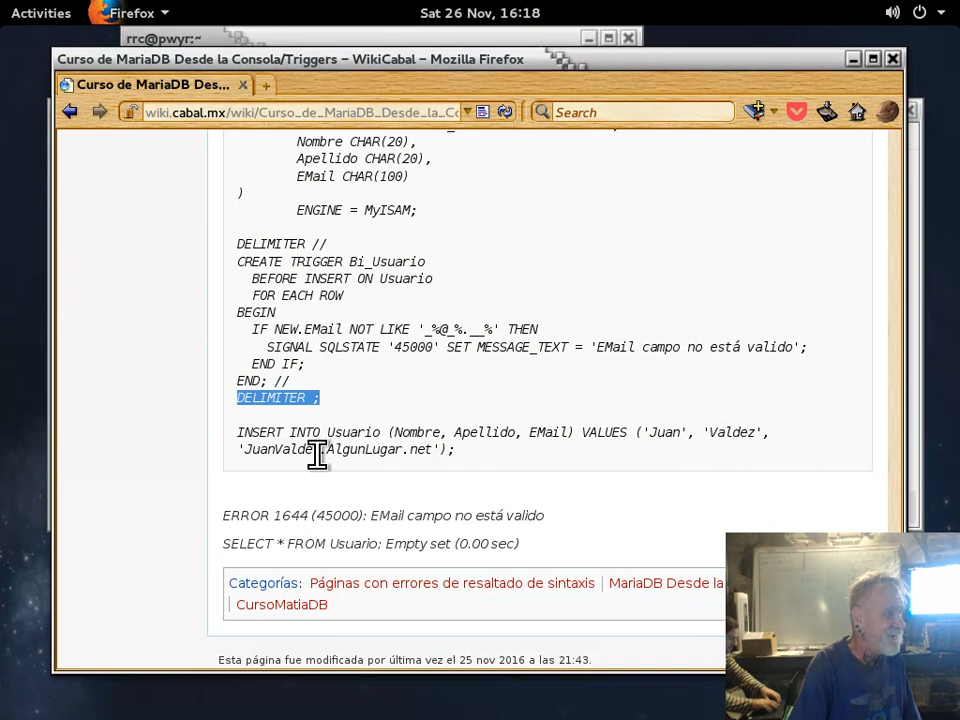 Activities Firefox Sat 26 Nov, 16:18
rrc@pwyr:~
Curso de MariaDB Desde la Consola/Triggers – WikiCabal – Mozilla Firefox
Curso de MariaDB Des...
wiki.cabal.mx/wiki/Curso_de_MariaDB_Desde_la_Co Search
Nombre CHAR(20),
Apellido CHAR(20),
EMail CHAR(100)
)
ENGINE = MyISAM;
DELIMITER //
CREATE TRIGGER Bi_Usuario
BEFORE INSERT ON Usuario
FOR EACH ROW
BEGIN
IF NEW.EMail NOT LIKE '_%@_%.__%' THEN
SIGNAL SQLSTATE '45000' SET MESSAGE_TEXT = 'EMail campo no está valido';
END IF;
END; //
DELIMITER ;
INSERT INTO Usuario (Nombre, Apellido, EMail) VALUES ('Juan', 'Valdez',
AlgunLugar.net');
ERROR 1644 (45000): EMail campo no está valido
SELECT * FROM Usuario; Empty set (0.00 sec)
Categorías: Páginas con errores de resaltado de sintaxis | MariaDB Desde la
| CursoMatiaDB
Esta página fue modificada por última vez el 25 nov 2016 a las 21:43.